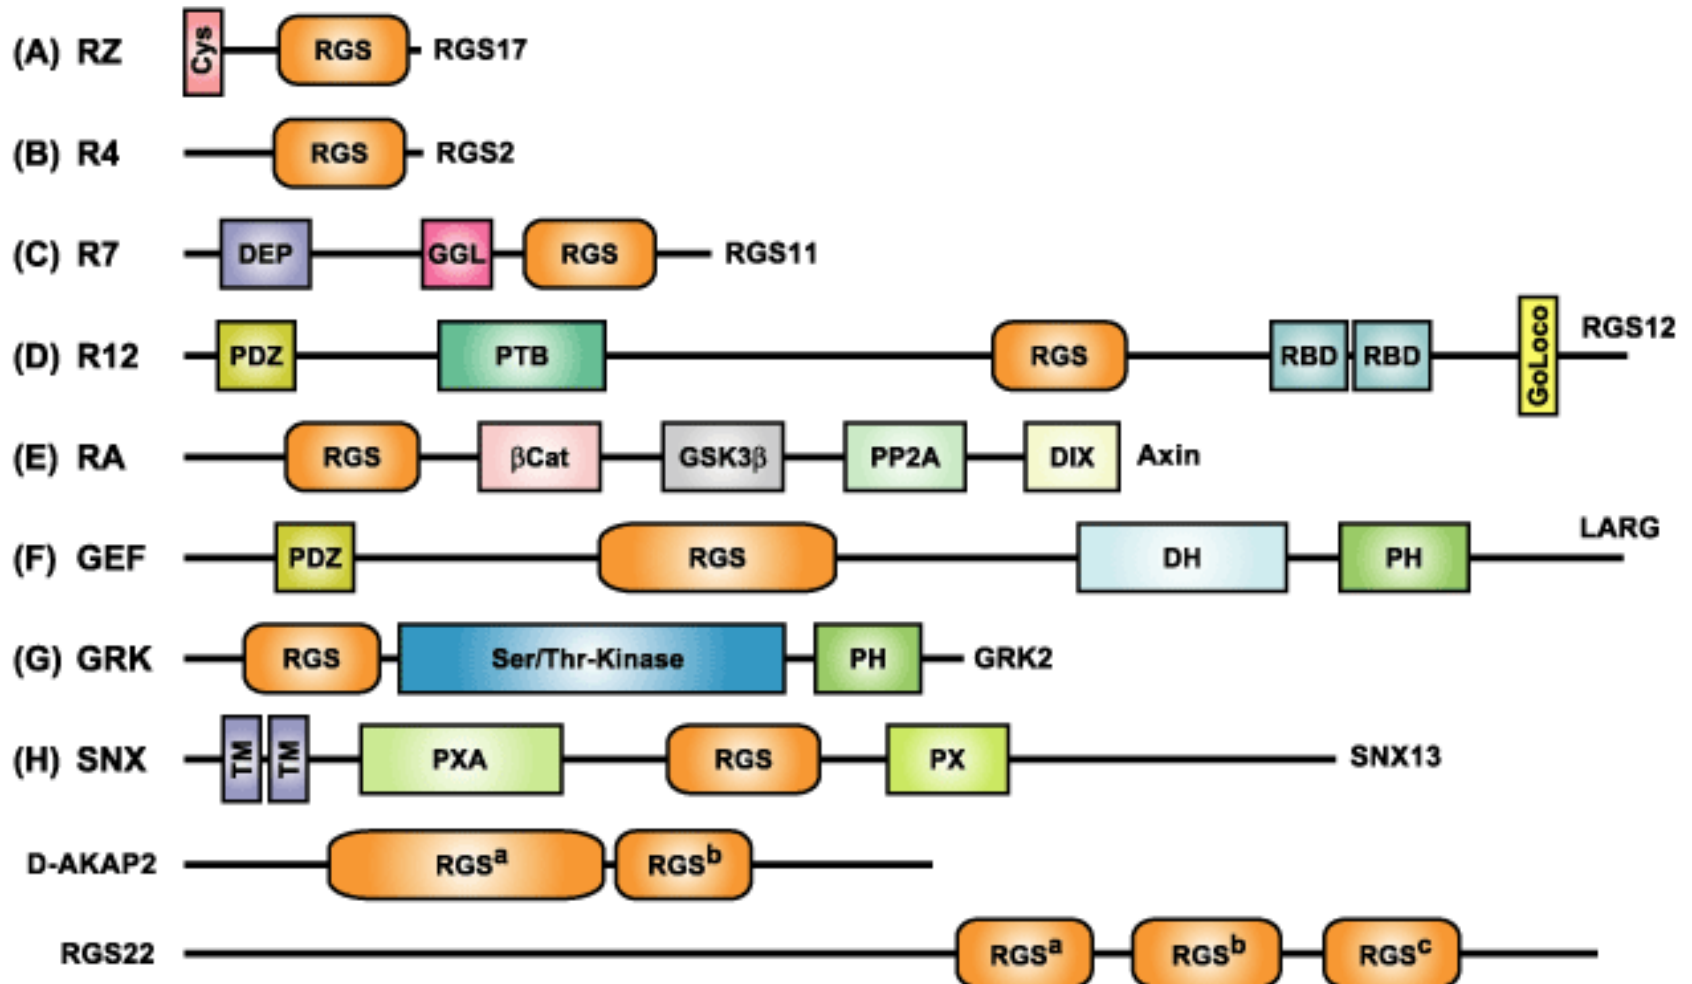 (A) RZ Cys RGS RGS17
(B) R4 RGS RGS2
(C) R7 DEP GGL RGS RGS11
(D) R12 PDZ PTB RGS RBD RBD GoLoco RGS12
(E) RA RGS βCat GSK3β PP2A DIX Axin
(F) GEF PDZ RGS DH PH LARG
(G) GRK RGS Ser/Thr-Kinase PH GRK2
(H) SNX TM TM PXA RGS PX SNX13
D-AKAP2 RGSᵃ RGSᵇ
RGS22 RGSᵃ RGSᵇ RGSᶜ